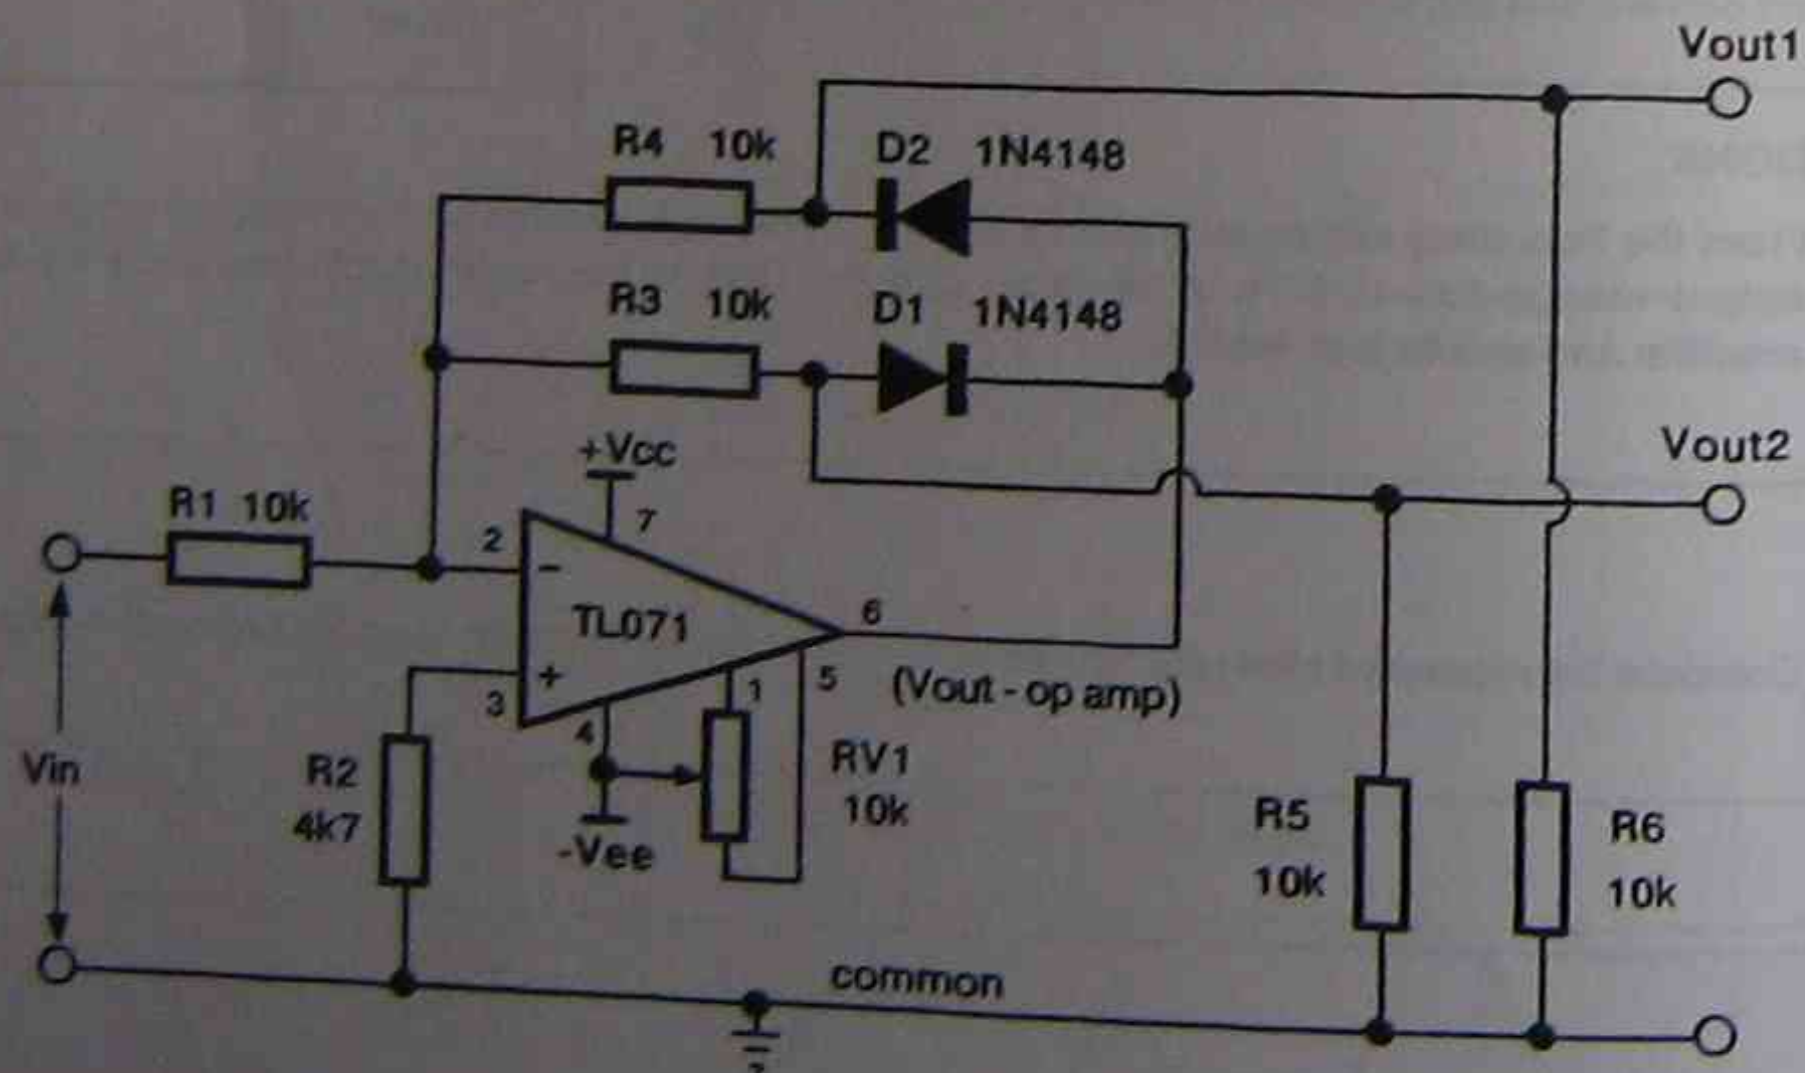 Vout1
R4 10k
D2 1N4148
R3 10k
D1 1N4148
+Vcc
Vout2
R1 10k
2
7
-
TL071
6
+
3
1
5
(Vout - op amp)
4
Vin
R2
4k7
RV1
10k
-Vee
R5
10k
R6
10k
common